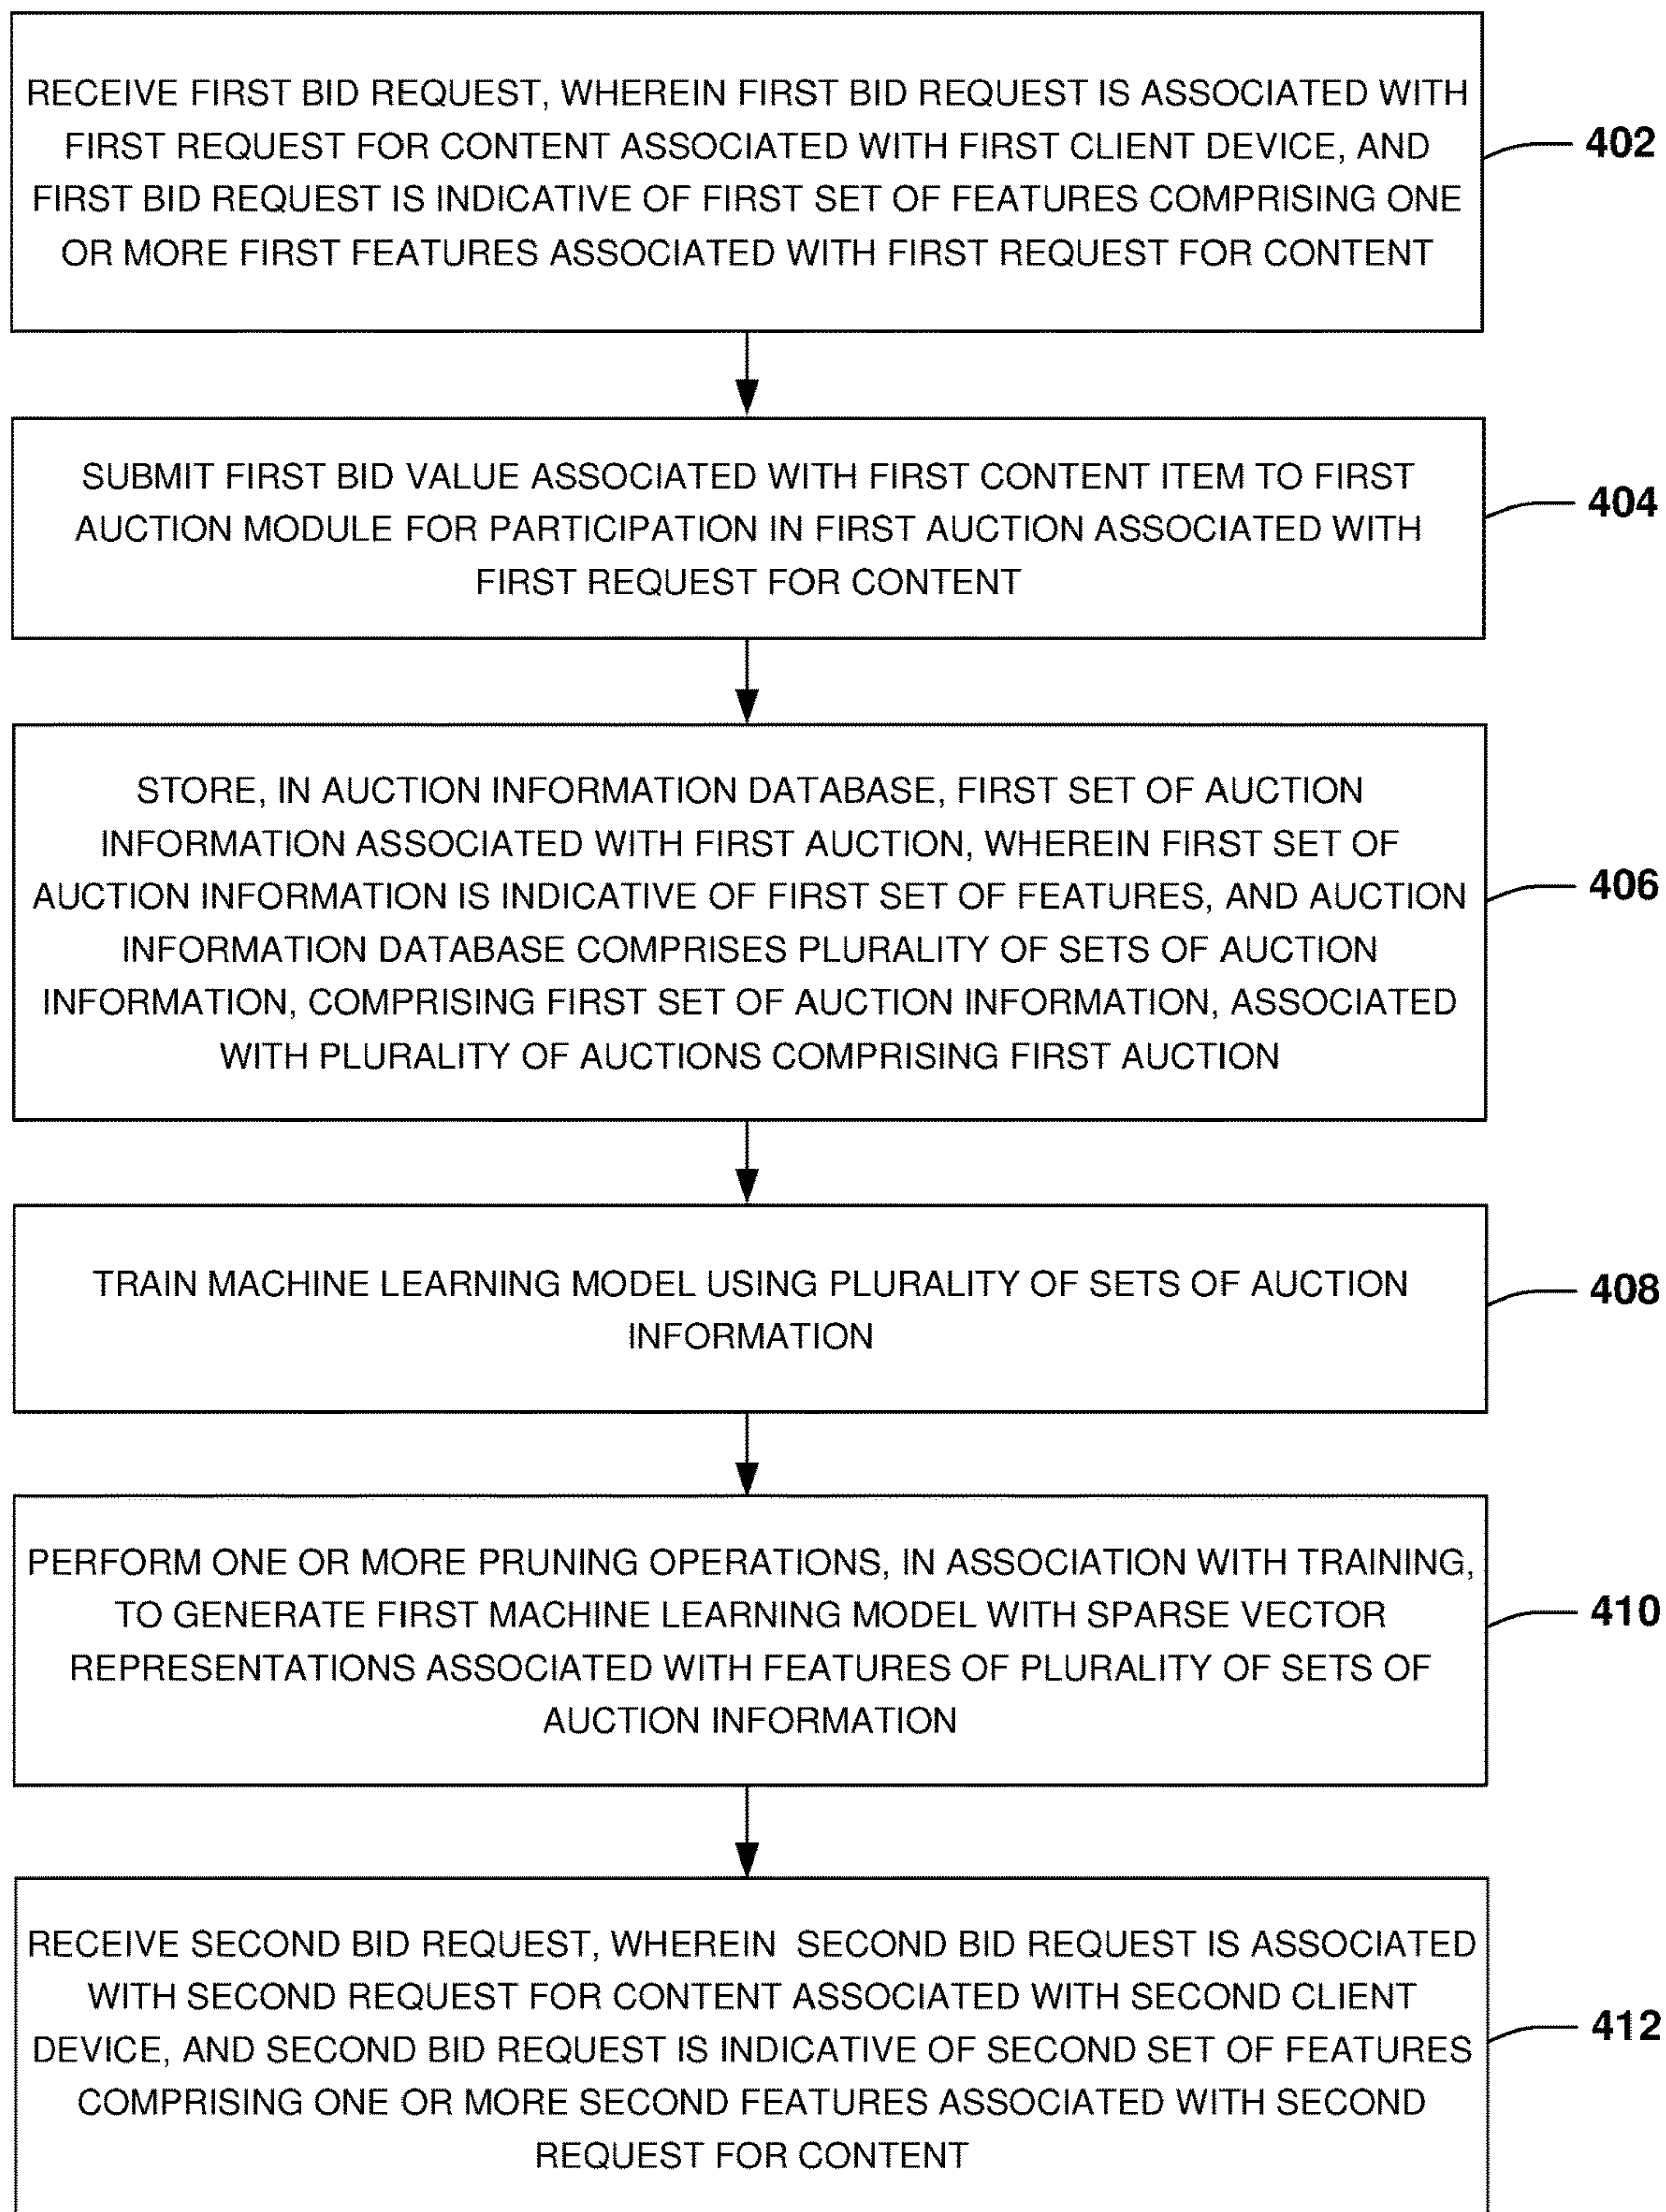 RECEIVE FIRST BID REQUEST, WHEREIN FIRST BID REQUEST IS ASSOCIATED WITH
FIRST REQUEST FOR CONTENT ASSOCIATED WITH FIRST CLIENT DEVICE, AND
FIRST BID REQUEST IS INDICATIVE OF FIRST SET OF FEATURES COMPRISING ONE
OR MORE FIRST FEATURES ASSOCIATED WITH FIRST REQUEST FOR CONTENT
402
SUBMIT FIRST BID VALUE ASSOCIATED WITH FIRST CONTENT ITEM TO FIRST
AUCTION MODULE FOR PARTICIPATION IN FIRST AUCTION ASSOCIATED WITH
FIRST REQUEST FOR CONTENT
404
STORE, IN AUCTION INFORMATION DATABASE, FIRST SET OF AUCTION
INFORMATION ASSOCIATED WITH FIRST AUCTION, WHEREIN FIRST SET OF
AUCTION INFORMATION IS INDICATIVE OF FIRST SET OF FEATURES, AND AUCTION
INFORMATION DATABASE COMPRISES PLURALITY OF SETS OF AUCTION
INFORMATION, COMPRISING FIRST SET OF AUCTION INFORMATION, ASSOCIATED
WITH PLURALITY OF AUCTIONS COMPRISING FIRST AUCTION
406
TRAIN MACHINE LEARNING MODEL USING PLURALITY OF SETS OF AUCTION
INFORMATION
408
PERFORM ONE OR MORE PRUNING OPERATIONS, IN ASSOCIATION WITH TRAINING,
TO GENERATE FIRST MACHINE LEARNING MODEL WITH SPARSE VECTOR
REPRESENTATIONS ASSOCIATED WITH FEATURES OF PLURALITY OF SETS OF
AUCTION INFORMATION
410
RECEIVE SECOND BID REQUEST, WHEREIN SECOND BID REQUEST IS ASSOCIATED
WITH SECOND REQUEST FOR CONTENT ASSOCIATED WITH SECOND CLIENT
DEVICE, AND SECOND BID REQUEST IS INDICATIVE OF SECOND SET OF FEATURES
COMPRISING ONE OR MORE SECOND FEATURES ASSOCIATED WITH SECOND
REQUEST FOR CONTENT
412